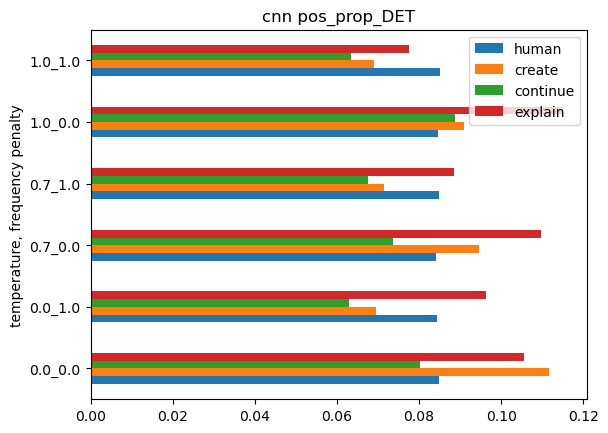 cnn pos_prop_DET
human
create
continue
explain
temperature, frequency penalty
1.0_1.0
1.0_0.0
0.7_1.0
0.7_0.0
0.0_1.0
0.0_0.0
0.00 0.02 0.04 0.06 0.08 0.10 0.12